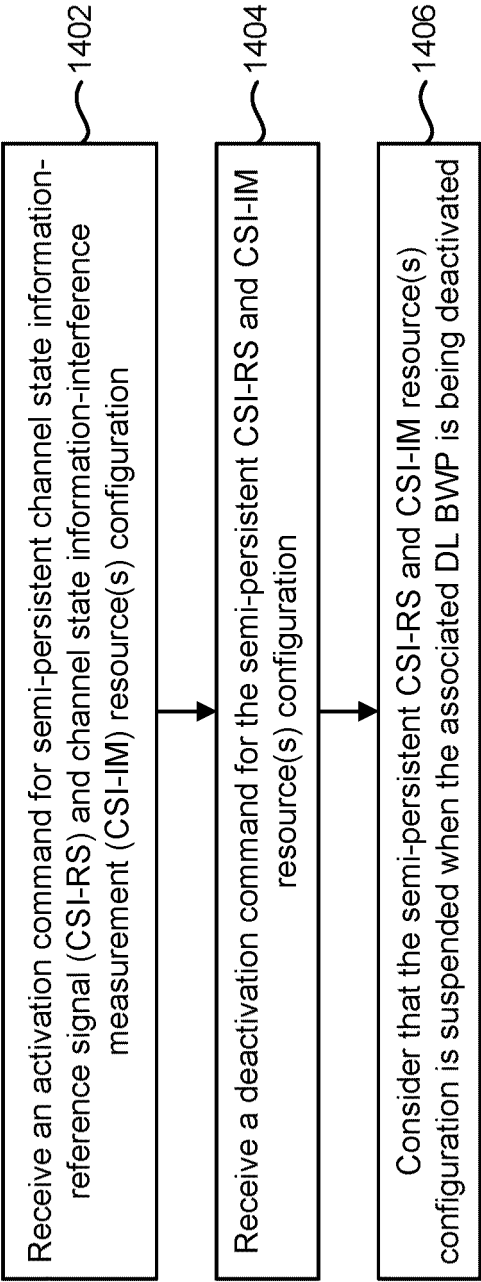 Receive an activation command for semi-persistent channel state information-
reference signal (CSI-RS) and channel state information-interference
measurement (CSI-IM) resource(s) configuration
1402
Receive a deactivation command for the semi-persistent CSI-RS and CSI-IM
resource(s) configuration
1404
Consider that the semi-persistent CSI-RS and CSI-IM resource(s)
configuration is suspended when the associated DL BWP is being deactivated
1406